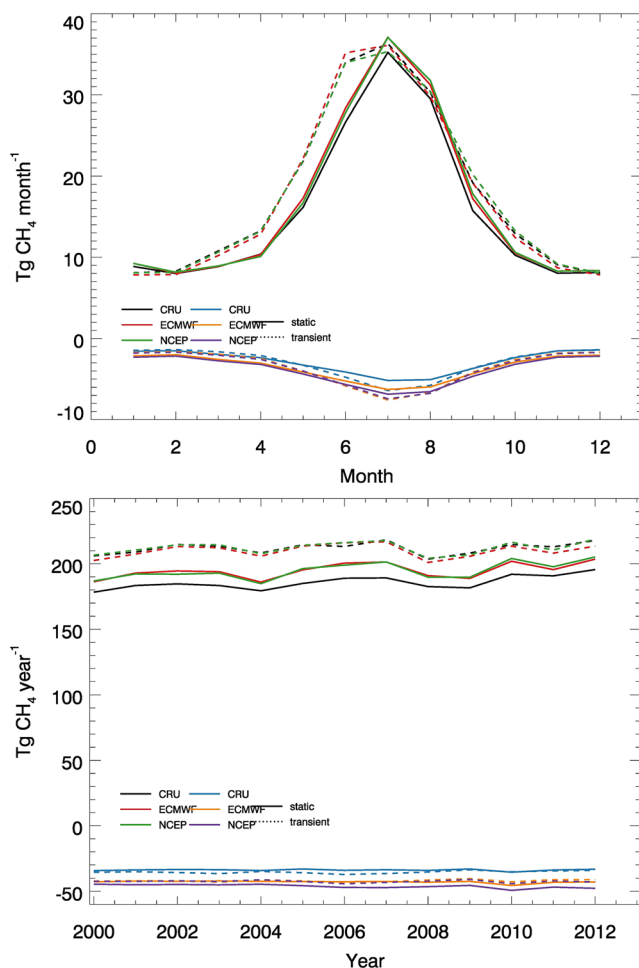 40
30
20
10
0
-10
Tg CH4 month-1
CRU CRU
ECMWF ECMWF static
NCEP NCEP transient
0 2 4 6 8 10 12
Month
250
200
150
100
50
0
-50
Tg CH4 year-1
CRU CRU
ECMWF ECMWF static
NCEP NCEP transient
2000 2002 2004 2006 2008 2010 2012
Year